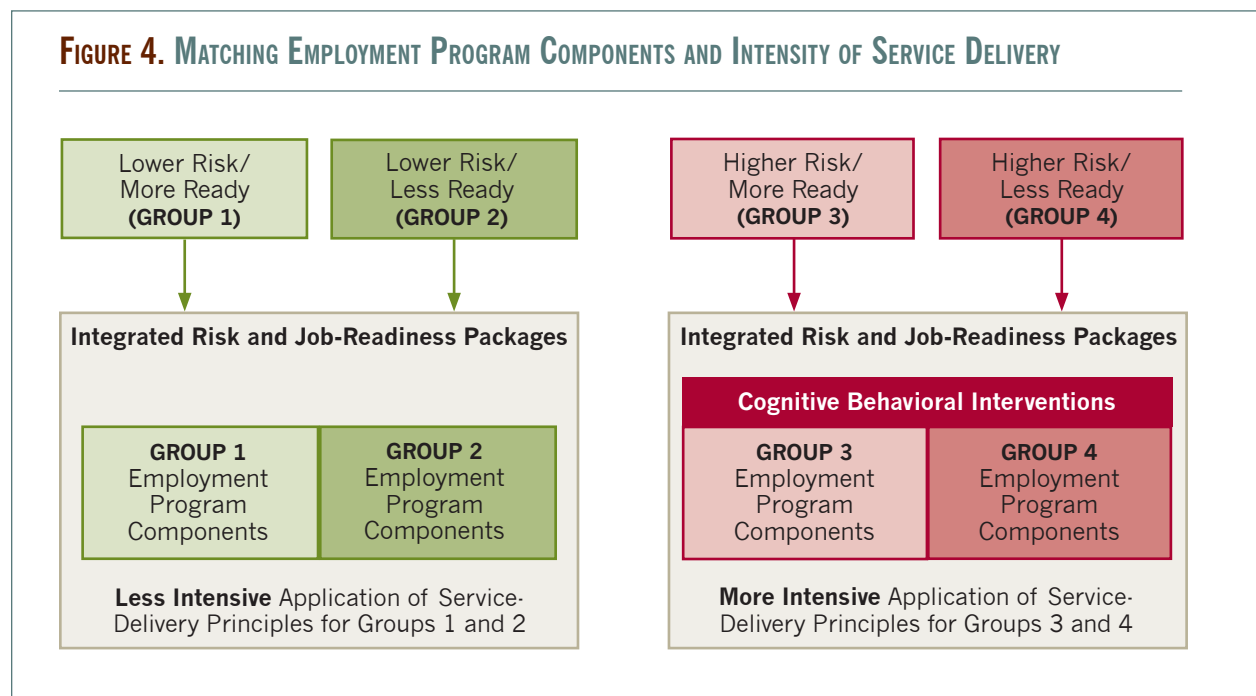 FIGURE 4. MATCHING EMPLOYMENT PROGRAM COMPONENTS AND INTENSITY OF SERVICE DELIVERY
Lower Risk/
More Ready
(GROUP 1)
Lower Risk/
Less Ready
(GROUP 2)
Higher Risk/
More Ready
(GROUP 3)
Higher Risk/
Less Ready
(GROUP 4)
Integrated Risk and Job-Readiness Packages
GROUP 1
Employment
Program
Components
GROUP 2
Employment
Program
Components
Less Intensive Application of Service-
Delivery Principles for Groups 1 and 2
Integrated Risk and Job-Readiness Packages
Cognitive Behavioral Interventions
GROUP 3
Employment
Program
Components
GROUP 4
Employment
Program
Components
More Intensive Application of Service-
Delivery Principles for Groups 3 and 4